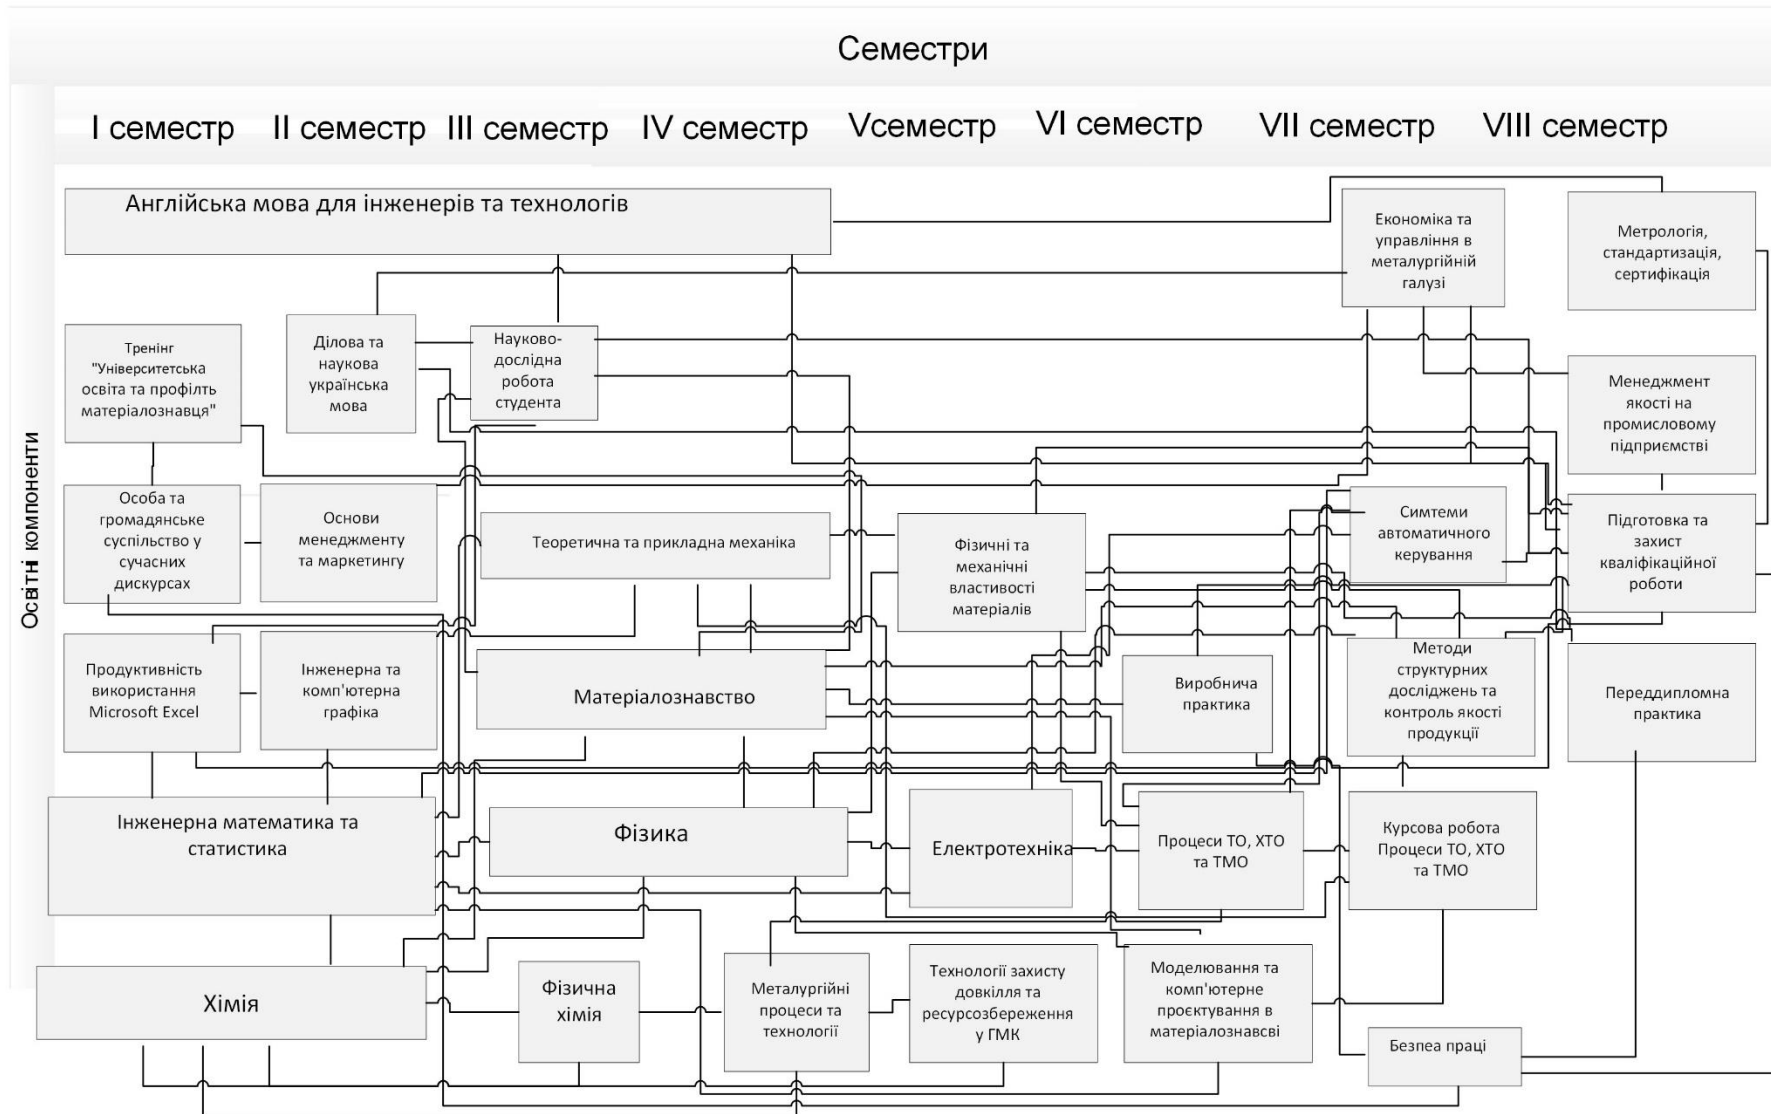 Семестри
І семестр
ІІ семестр
ІІІ семестр
IV семестр
Vсеместр
VI семестр
VII семестр
VIII семестр
Освітні компоненти
Англійська мова для інженерів та технологів
Економіка та
управління в
металургійній
галузі
Метрологія,
стандартизація,
сертифікація
Тренінг
"Університетська
освіта та профілть
матеріалознавця"
Ділова та
наукова
українська
мова
Науково-
дослідна
робота
студента
Менеджмент
якості на
промисловому
підприємстві
Особа та
громадянське
суспільство у
сучасних
дискурсах
Основи
менеджменту
та маркетингу
Теоретична та прикладна механіка
Фізичні та
механічні
властивості
матеріалів
Симтеми
автоматичного
керування
Підготовка та
захист
кваліфікаційної
роботи
Продуктивність
використання
Microsoft Excel
Інженерна та
комп'ютерна
графіка
Матеріалознавство
Виробнича
практика
Методи
структурних
досліджень та
контроль якості
продукції
Переддипломна
практика
Інженерна математика та
статистика
Фізика
Електротехніка
Процеси ТО, ХТО
та ТМО
Курсова робота
Процеси ТО, ХТО
та ТМО
Хімія
Фізична
хімія
Металургійні
процеси та
технології
Технології захисту
довкілля та
ресурсозбереження
у ГМК
Моделювання та
комп'ютерне
проєктування в
матеріалознавсві
Безпеа праці